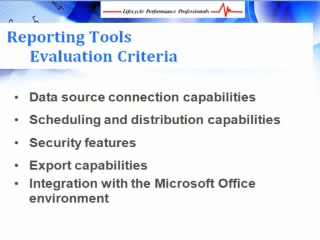 Lifecycle Performance Professionals
Reporting Tools
Evaluation Criteria
• Data source connection capabilities
• Scheduling and distribution capabilities
• Security features
• Export capabilities
• Integration with the Microsoft Office
environment